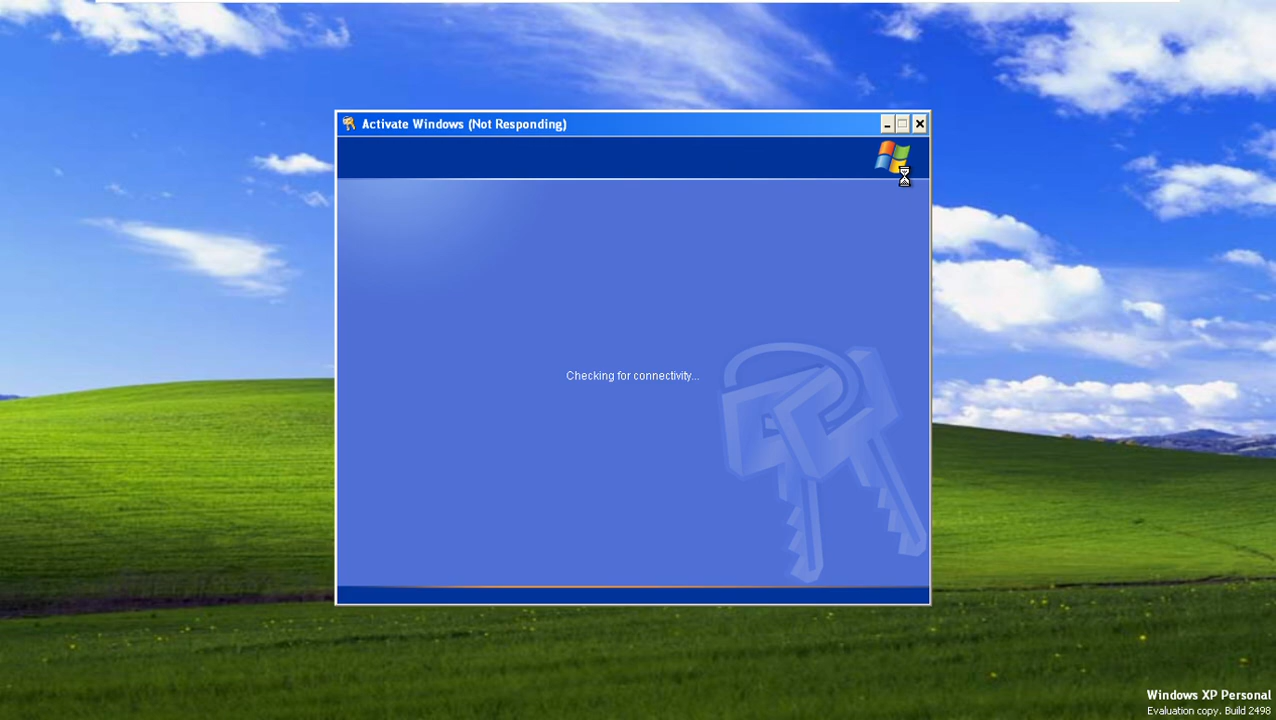 Activate Windows (Not Responding)
Checking for connectivity...
Windows XP Personal
Evaluation copy. Build 2498